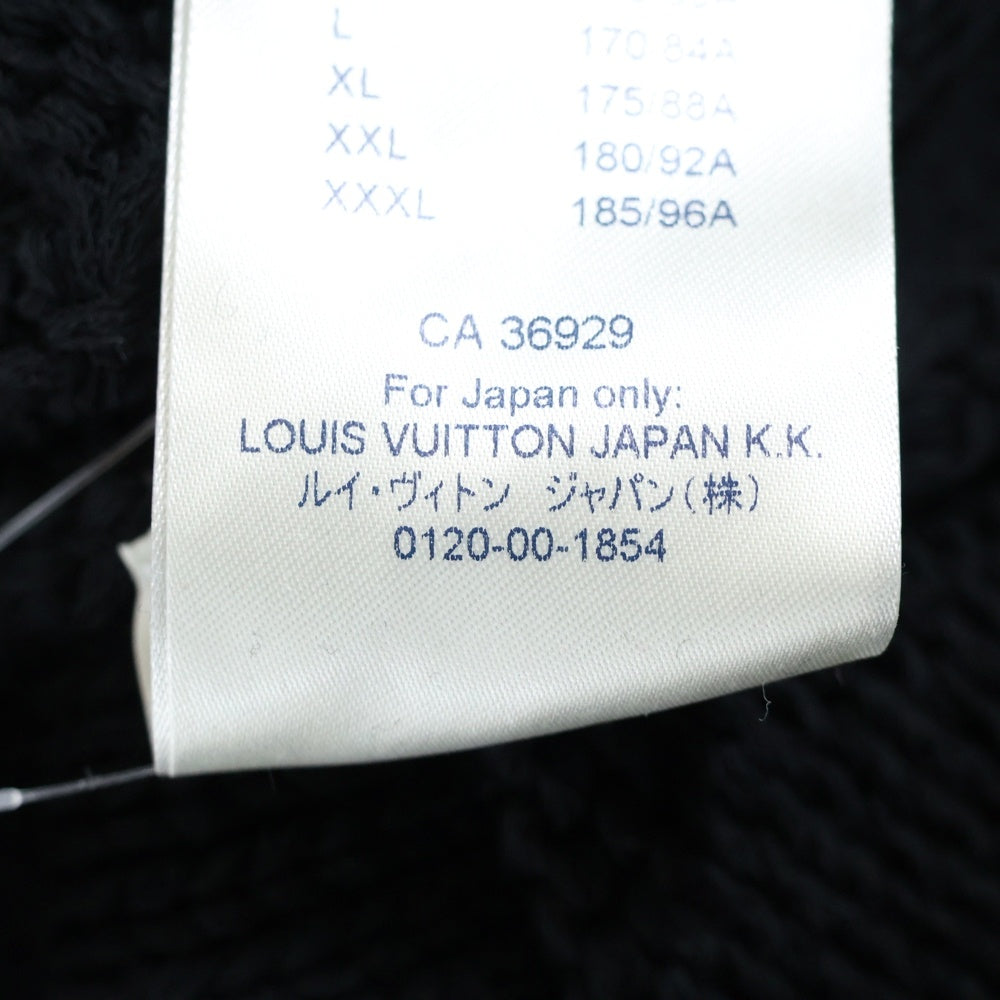 L 170/84A
XL 175/88A
XXL 180/92A
XXXL 185/96A
CA 36929
For Japan only:
LOUIS VUITTON JAPAN K.K.
ルイ・ヴィトン ジャパン(株)
0120-00-1854